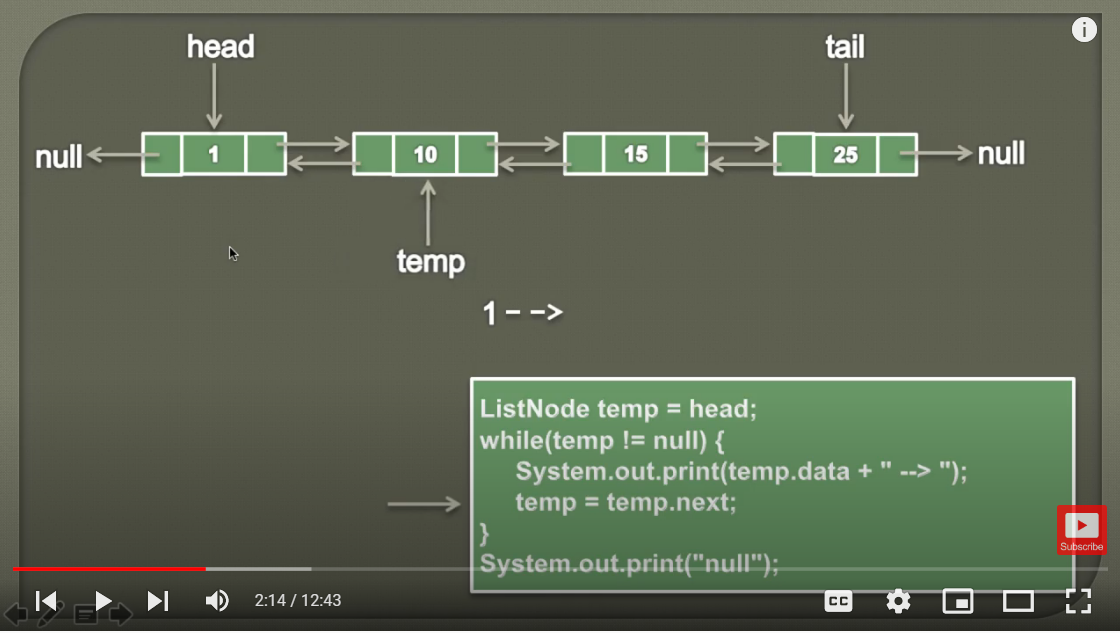 head
tail
null
1
10
15
25
null
temp
1 - ->
ListNode temp = head;
while(temp != null) {
System.out.print(temp.data + " --> ");
temp = temp.next;
}
System.out.print("null");
Subscribe
2:14 / 12:43
CC